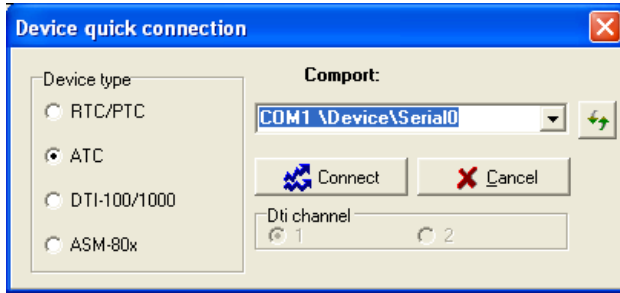 Device quick connection
Device type
RTC/PTC
ATC
DTI-100/1000
ASM-80x
Comport:
COM1 \Device\Serial0
Connect
Cancel
Dti channel
1
2